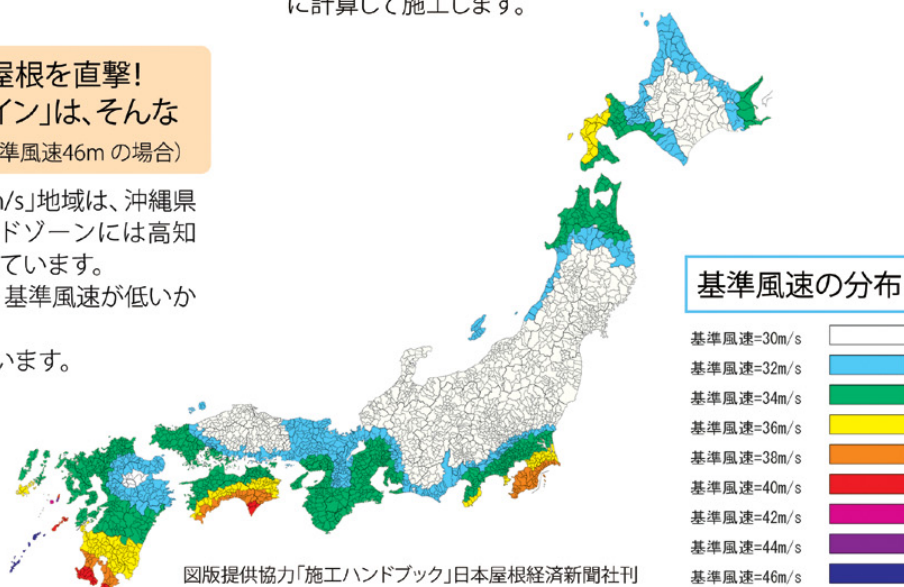 に計算して施工します。
屋根を直撃!
イン」は、そんな
準風速46m の場合)
m/s」地域は、沖縄県
ドゾーンには高知
ています。
基準風速が低いか
います。
基準風速の分布
基準風速=30m/s
基準風速=32m/s
基準風速=34m/s
基準風速=36m/s
基準風速=38m/s
基準風速=40m/s
基準風速=42m/s
基準風速=44m/s
基準風速=46m/s
図版提供協力「施工ハンドブック」日本屋根経済新聞社刊